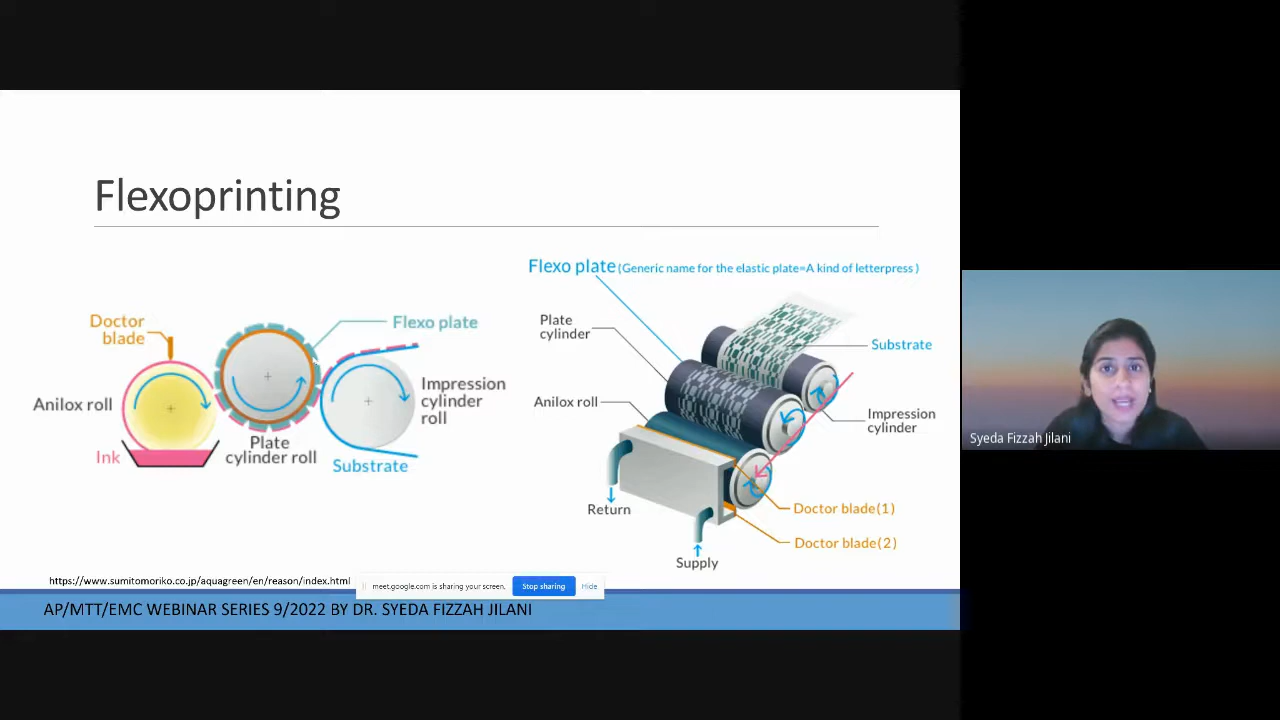 Flexoprinting
Doctor
blade
Flexo plate
Anilox roll
Impression
cylinder
roll
Ink
Plate
cylinder roll
Substrate
Flexo plate(Generic name for the elastic plate=A kind of letterpress )
Plate
cylinder
Substrate
Anilox roll
Impression
cylinder
Return
Doctor blade(1)
Doctor blade(2)
Supply
https://www.sumitomoriko.co.jp/aquagreen/en/reason/index.html
meet.google.com is sharing your screen.
Stop sharing
Hide
AP/MTT/EMC WEBINAR SERIES 9/2022 BY DR. SYEDA FIZZAH JILANI
Syeda Fizzah Jilani